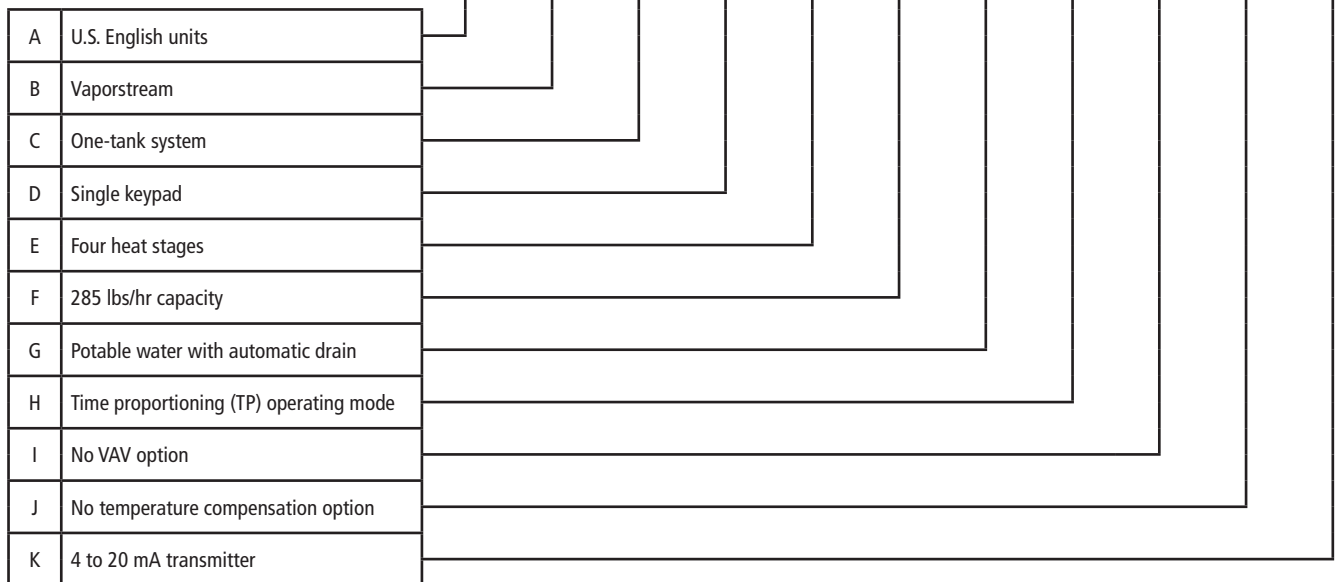 A U.S. English units
B Vaporstream
C One-tank system
D Single keypad
E Four heat stages
F 285 lbs/hr capacity
G Potable water with automatic drain
H Time proportioning (TP) operating mode
I No VAV option
J No temperature compensation option
K 4 to 20 mA transmitter